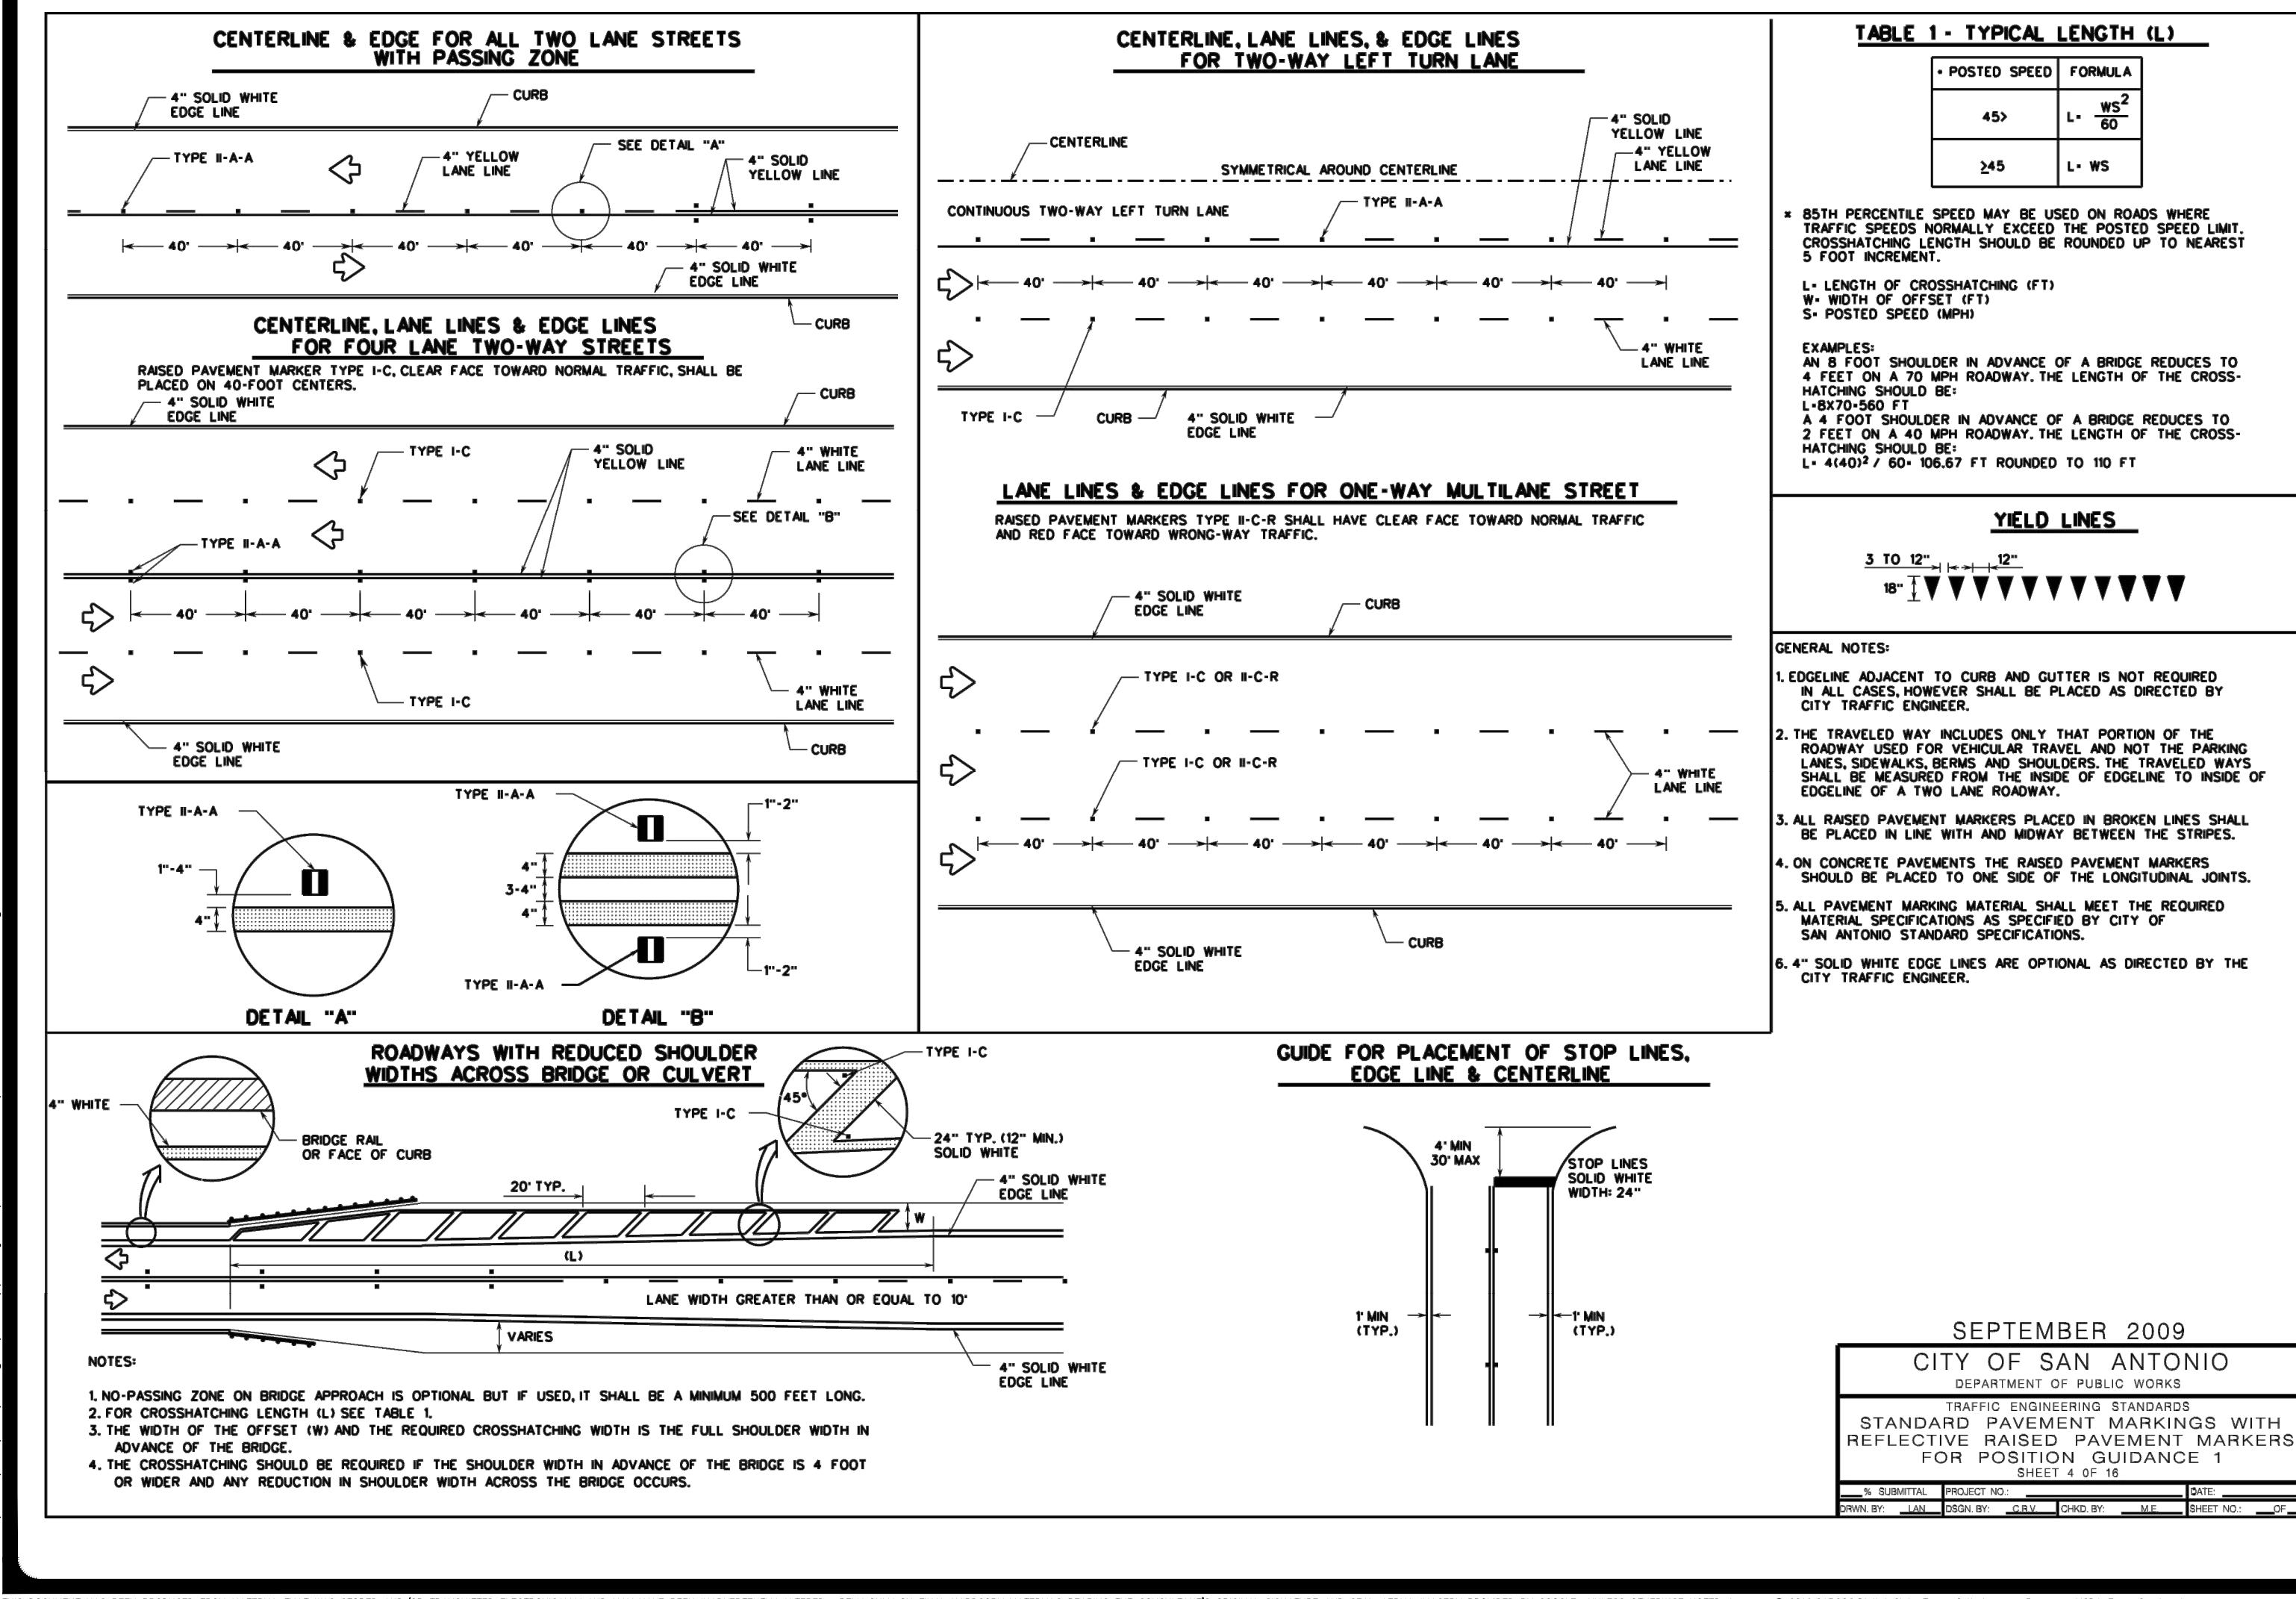 CENTERLINE & EDGE FOR ALL TWO LANE STREETS
WITH PASSING ZONE
4" SOLID WHITE
EDGE LINE
CURB
TYPE II-A-A
4" YELLOW
LANE LINE
SEE DETAIL "A"
4" SOLID
YELLOW LINE
40' 40' 40' 40' 40' 40'
4" SOLID WHITE
EDGE LINE
CURB
CENTERLINE, LANE LINES & EDGE LINES
FOR FOUR LANE TWO-WAY STREETS
RAISED PAVEMENT MARKER TYPE I-C, CLEAR FACE TOWARD NORMAL TRAFFIC, SHALL BE
PLACED ON 40-FOOT CENTERS.
4" SOLID WHITE
EDGE LINE
CURB
TYPE I-C
4" SOLID
YELLOW LINE
4" WHITE
LANE LINE
SEE DETAIL "B"
TYPE II-A-A
40' 40' 40' 40' 40' 40'
TYPE I-C
4" WHITE
LANE LINE
4" SOLID WHITE
EDGE LINE
CURB
TYPE II-A-A
1"-4"
4"
DETAIL "A"
TYPE II-A-A
1"-2"
4"
3-4"
4"
1"-2"
TYPE II-A-A
DETAIL "B"
CENTERLINE, LANE LINES, & EDGE LINES
FOR TWO-WAY LEFT TURN LANE
4" SOLID
YELLOW LINE
4" YELLOW
LANE LINE
CENTERLINE
SYMMETRICAL AROUND CENTERLINE
CONTINUOUS TWO-WAY LEFT TURN LANE
TYPE II-A-A
40' 40' 40' 40' 40' 40'
4" WHITE
LANE LINE
TYPE I-C
CURB
4" SOLID WHITE
EDGE LINE
LANE LINES & EDGE LINES FOR ONE-WAY MULTILANE STREET
RAISED PAVEMENT MARKERS TYPE II-C-R SHALL HAVE CLEAR FACE TOWARD NORMAL TRAFFIC
AND RED FACE TOWARD WRONG-WAY TRAFFIC.
4" SOLID WHITE
EDGE LINE
CURB
TYPE I-C OR II-C-R
TYPE I-C OR II-C-R
4" WHITE
LANE LINE
40' 40' 40' 40' 40' 40'
4" SOLID WHITE
EDGE LINE
CURB
TABLE 1 - TYPICAL LENGTH (L)
* POSTED SPEED FORMULA
45> L= WS²/60
≥45 L= WS
* 85TH PERCENTILE SPEED MAY BE USED ON ROADS WHERE
TRAFFIC SPEEDS NORMALLY EXCEED THE POSTED SPEED LIMIT.
CROSSHATCHING LENGTH SHOULD BE ROUNDED UP TO NEAREST
5 FOOT INCREMENT.
L= LENGTH OF CROSSHATCHING (FT)
W= WIDTH OF OFFSET (FT)
S= POSTED SPEED (MPH)
EXAMPLES:
AN 8 FOOT SHOULDER IN ADVANCE OF A BRIDGE REDUCES TO
4 FEET ON A 70 MPH ROADWAY. THE LENGTH OF THE CROSS-
HATCHING SHOULD BE:
L=8X70=560 FT
A 4 FOOT SHOULDER IN ADVANCE OF A BRIDGE REDUCES TO
2 FEET ON A 40 MPH ROADWAY. THE LENGTH OF THE CROSS-
HATCHING SHOULD BE:
L= 4(40)² / 60= 106.67 FT ROUNDED TO 110 FT
YIELD LINES
3 TO 12" 12"
18"
GENERAL NOTES:
1. EDGELINE ADJACENT TO CURB AND GUTTER IS NOT REQUIRED
IN ALL CASES, HOWEVER SHALL BE PLACED AS DIRECTED BY
CITY TRAFFIC ENGINEER.
2. THE TRAVELED WAY INCLUDES ONLY THAT PORTION OF THE
ROADWAY USED FOR VEHICULAR TRAVEL AND NOT THE PARKING
LANES, SIDEWALKS, BERMS AND SHOULDERS. THE TRAVELED WAYS
SHALL BE MEASURED FROM THE INSIDE OF EDGELINE TO INSIDE OF
EDGELINE OF A TWO LANE ROADWAY.
3. ALL RAISED PAVEMENT MARKERS PLACED IN BROKEN LINES SHALL
BE PLACED IN LINE WITH AND MIDWAY BETWEEN THE STRIPES.
4. ON CONCRETE PAVEMENTS THE RAISED PAVEMENT MARKERS
SHOULD BE PLACED TO ONE SIDE OF THE LONGITUDINAL JOINTS.
5. ALL PAVEMENT MARKING MATERIAL SHALL MEET THE REQUIRED
MATERIAL SPECIFICATIONS AS SPECIFIED BY CITY OF
SAN ANTONIO STANDARD SPECIFICATIONS.
6. 4" SOLID WHITE EDGE LINES ARE OPTIONAL AS DIRECTED BY THE
CITY TRAFFIC ENGINEER.
ROADWAYS WITH REDUCED SHOULDER
WIDTHS ACROSS BRIDGE OR CULVERT
4" WHITE
BRIDGE RAIL
OR FACE OF CURB
TYPE I-C
45°
TYPE I-C
24" TYP. (12" MIN.)
SOLID WHITE
20' TYP.
4" SOLID WHITE
EDGE LINE
W
(L)
LANE WIDTH GREATER THAN OR EQUAL TO 10'
VARIES
4" SOLID WHITE
EDGE LINE
NOTES:
1. NO-PASSING ZONE ON BRIDGE APPROACH IS OPTIONAL BUT IF USED, IT SHALL BE A MINIMUM 500 FEET LONG.
2. FOR CROSSHATCHING LENGTH (L) SEE TABLE 1.
3. THE WIDTH OF THE OFFSET (W) AND THE REQUIRED CROSSHATCHING WIDTH IS THE FULL SHOULDER WIDTH IN
ADVANCE OF THE BRIDGE.
4. THE CROSSHATCHING SHOULD BE REQUIRED IF THE SHOULDER WIDTH IN ADVANCE OF THE BRIDGE IS 4 FOOT
OR WIDER AND ANY REDUCTION IN SHOULDER WIDTH ACROSS THE BRIDGE OCCURS.
GUIDE FOR PLACEMENT OF STOP LINES,
EDGE LINE & CENTERLINE
4' MIN
30' MAX
STOP LINES
SOLID WHITE
WIDTH: 24"
1' MIN
(TYP.)
1' MIN
(TYP.)
SEPTEMBER 2009
CITY OF SAN ANTONIO
DEPARTMENT OF PUBLIC WORKS
TRAFFIC ENGINEERING STANDARDS
STANDARD PAVEMENT MARKINGS WITH
REFLECTIVE RAISED PAVEMENT MARKERS
FOR POSITION GUIDANCE 1
SHEET 4 OF 16
% SUBMITTAL PROJECT NO.: DATE:
DRWN. BY: LAN DSGN. BY: C.R.V. CHKD. BY: M.E. SHEET NO.: OF